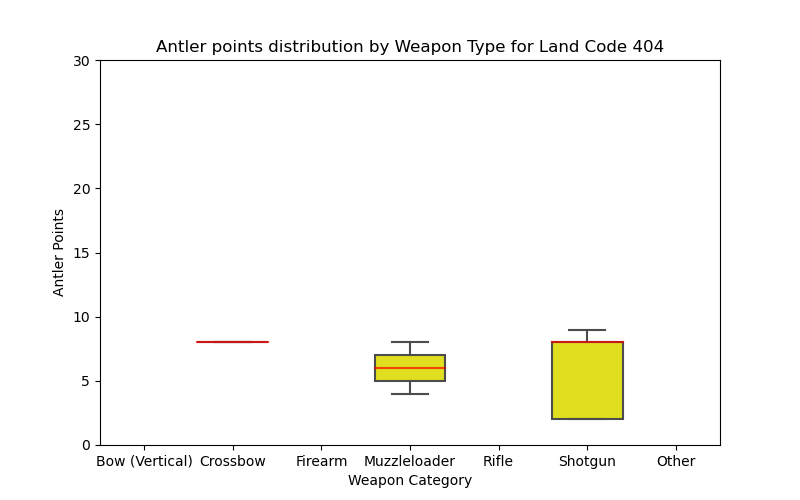 Antler points distribution by Weapon Type for Land Code 404
30
25
20
15
10
5
0
Antler Points
Bow (Vertical) Crossbow Firearm Muzzleloader Rifle Shotgun Other
Weapon Category